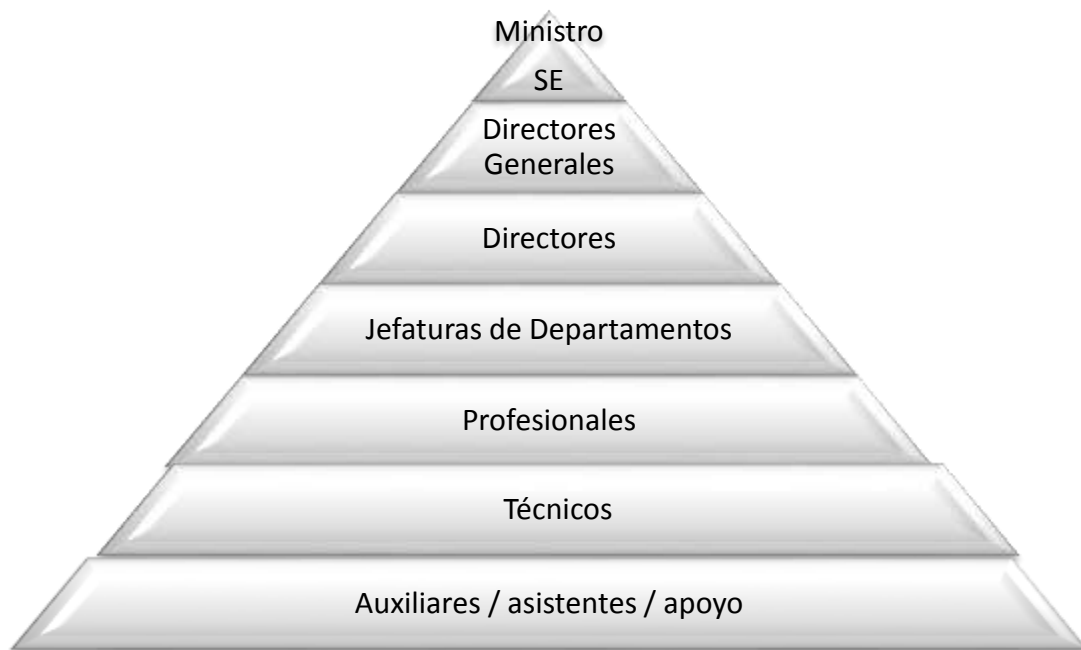 Ministro
SE
Directores
Generales
Directores
Jefaturas de Departamentos
Profesionales
Técnicos
Auxiliares / asistentes / apoyo